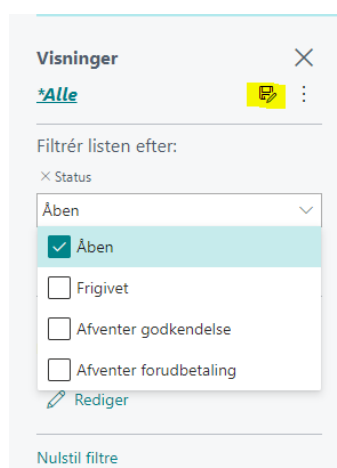 Visninger
*Alle
Filtrér listen efter:
× Status
Åben
Åben
Frigivet
Afventer godkendelse
Afventer forudbetaling
Rediger
Nulstil filtre